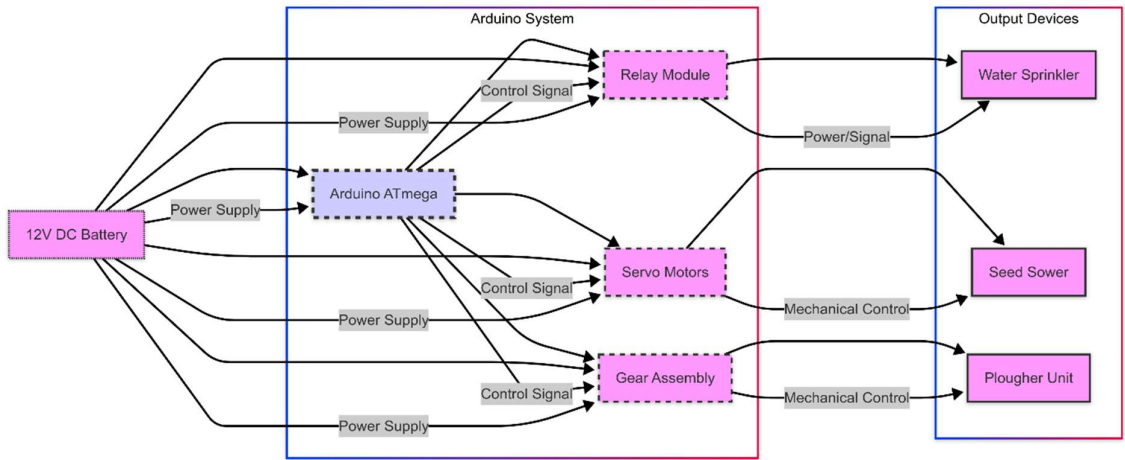 Arduino System
Output Devices
Relay Module
Water Sprinkler
Control Signal
Power Supply
Power/Signal
Arduino ATmega
Power Supply
12V DC Battery
Servo Motors
Seed Sower
Control Signal
Mechanical Control
Power Supply
Gear Assembly
Plougher Unit
Control Signal
Mechanical Control
Power Supply